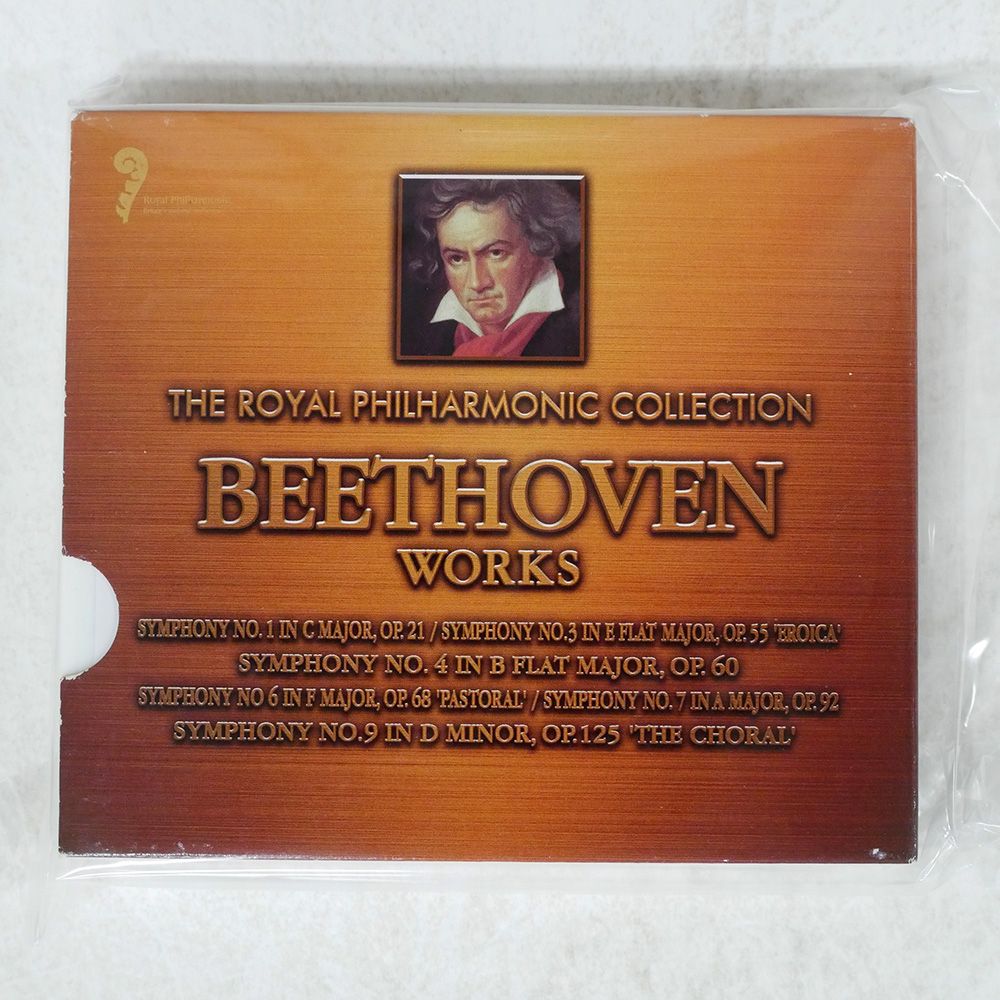 Royal Philharmonic
THE ROYAL PHILHARMONIC COLLECTION
BEETHOVEN
WORKS
SYMPHONY NO. 1 IN C MAJOR, OP. 21 / SYMPHONY NO.3 IN E FLAT MAJOR, OP. 55 'EROICA'
SYMPHONY NO. 4 IN B FLAT MAJOR, OP. 60
SYMPHONY NO 6 IN F MAJOR, OP. 68 'PASTORAL' / SYMPHONY NO. 7 IN A MAJOR, OP. 92
SYMPHONY NO.9 IN D MINOR, OP.125 'THE CHORAL'